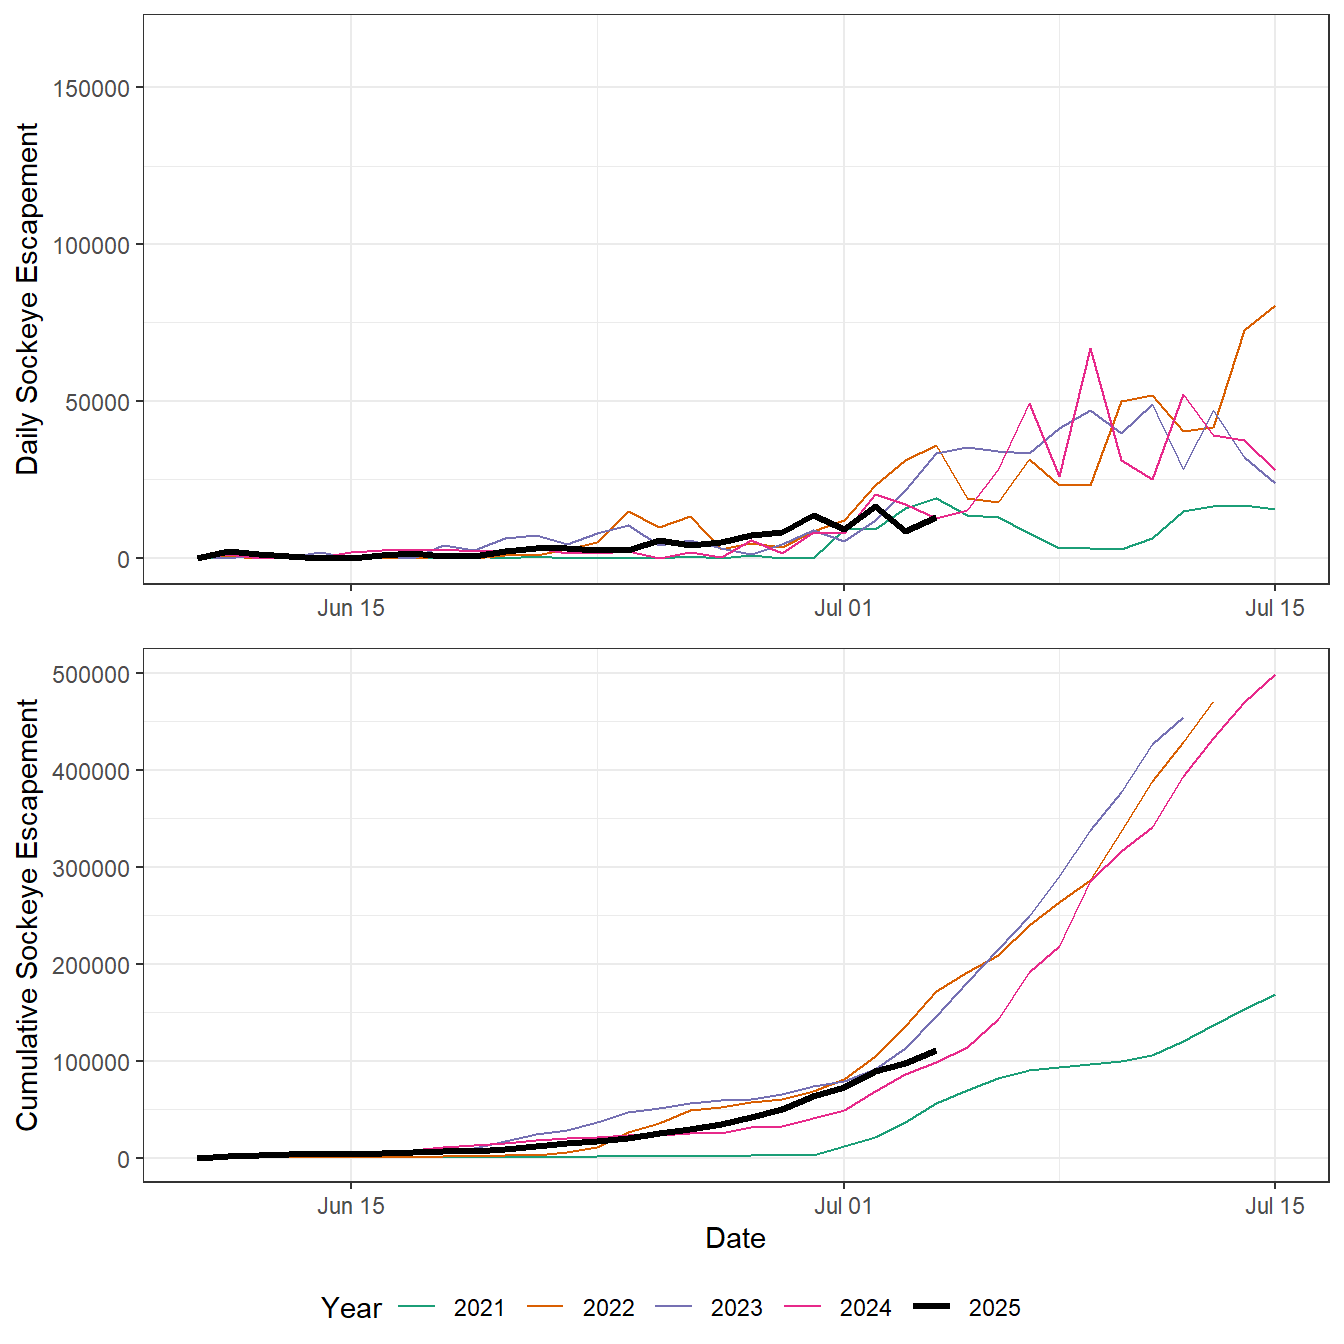 Daily Sockeye Escapement
150000
100000
50000
0
Jun 15
Jul 01
Jul 15
Cumulative Sockeye Escapement
500000
400000
300000
200000
100000
0
Jun 15
Jul 01
Jul 15
Date
Year 2021 2022 2023 2024 2025